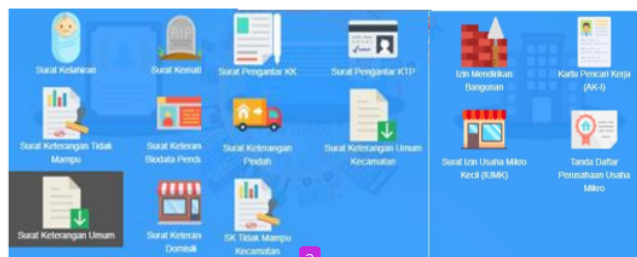 Surat Kelahiran
Surat Kemati
Surat Pengantar KK
Surat Pengantar KTP
Izin Mendirikan
Bangunan
Kartu Pencari Kerja
(AK-I)
RIP
Surat Keterangan Tidak
Mampu
Surat Keteran
Biodata Pendu
Surat Keterangan
Pindah
Surat Keterangan Umum
Kecamatan
Surat Izin Usaha Mikro
Kecil (IUMK)
Tanda Daftar
Perusahaan Usaha
Mikro
Surat Keterangan Umum
Surat Keteran
Domisili
SK Tidak Mampu
Kecamatan